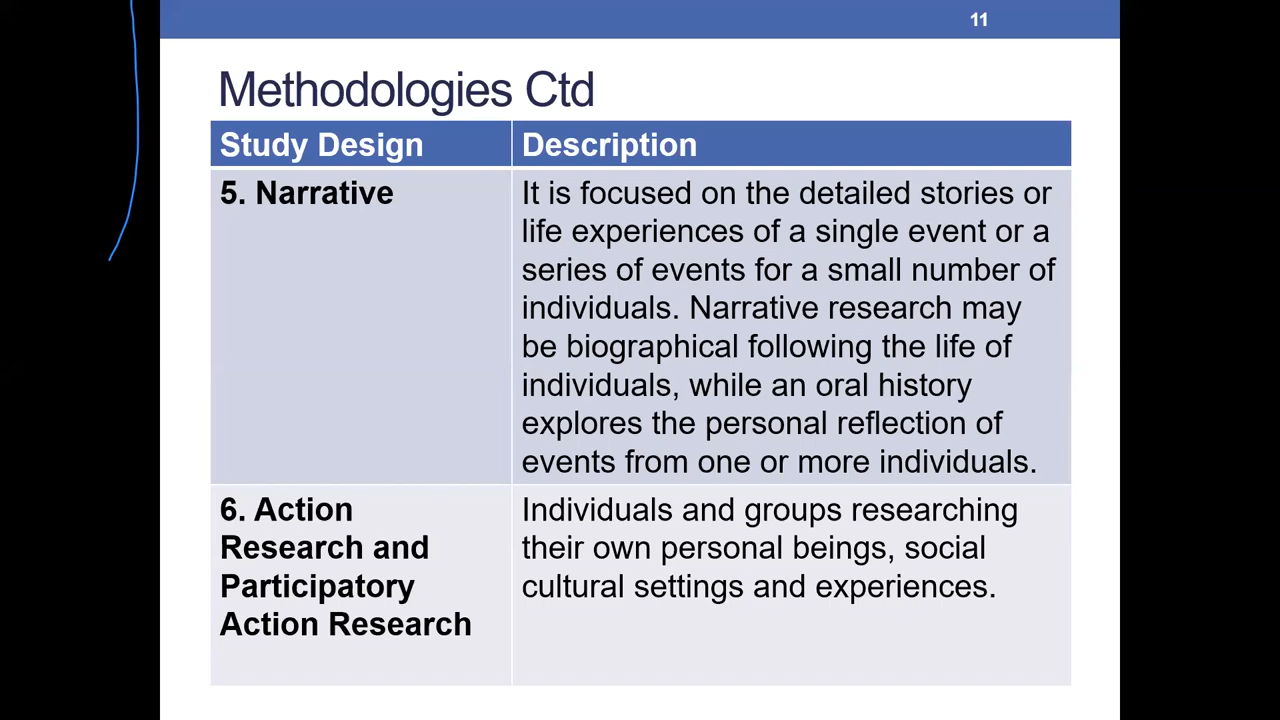 11
Methodologies Ctd
Study Design
Description
5. Narrative
It is focused on the detailed stories or
life experiences of a single event or a
series of events for a small number of
individuals. Narrative research may
be biographical following the life of
individuals, while an oral history
explores the personal reflection of
events from one or more individuals.
6. Action
Research and
Participatory
Action Research
Individuals and groups researching
their own personal beings, social
cultural settings and experiences.